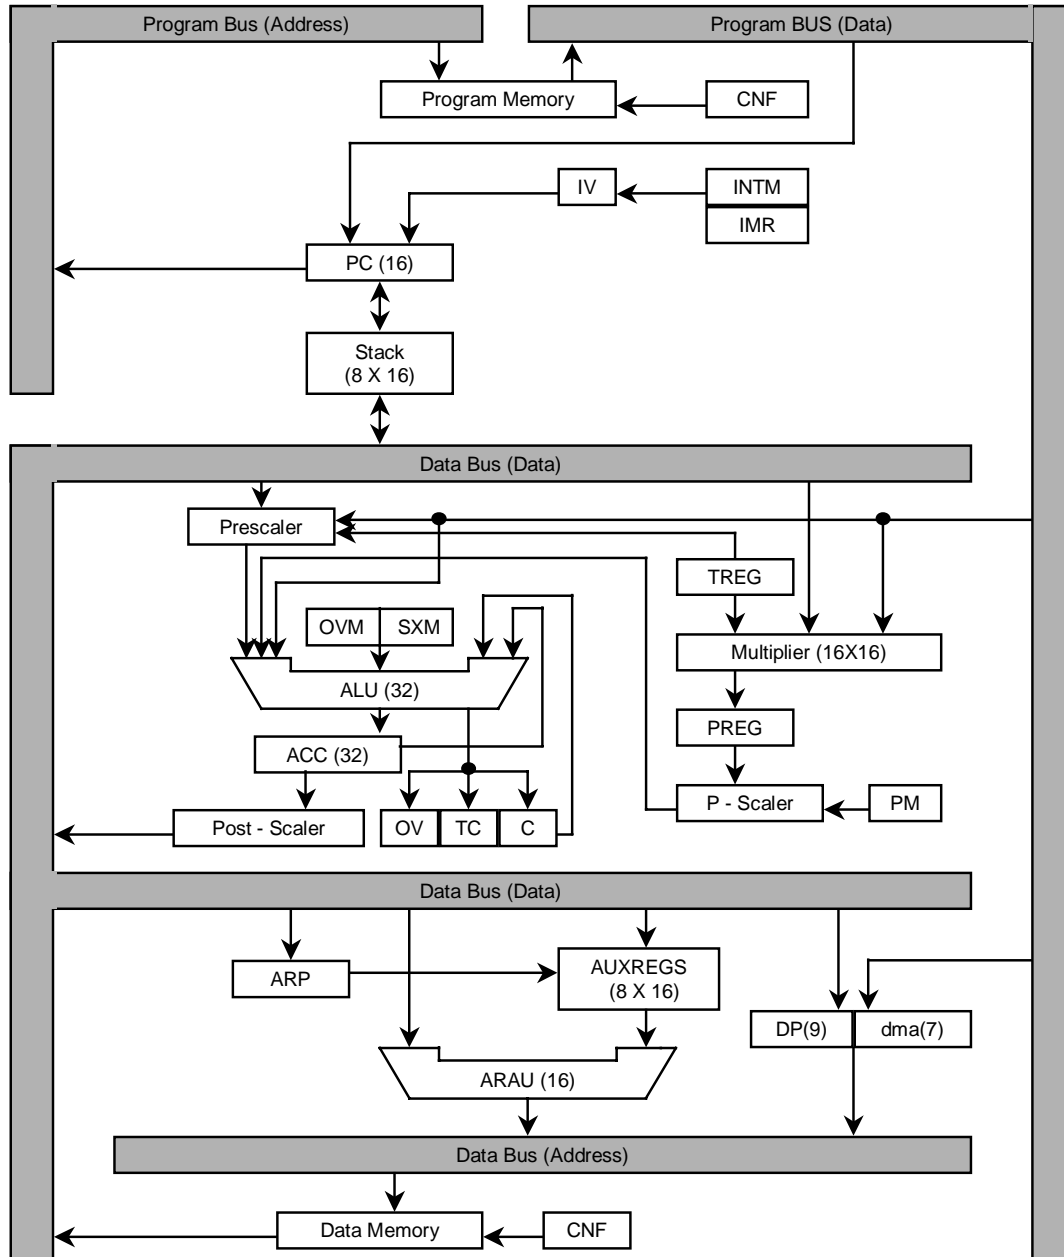 Program Bus (Address)
Program BUS (Data)
Program Memory
CNF
IV
INTM
IMR
PC (16)
Stack
(8 X 16)
Data Bus (Data)
Prescaler
TREG
OVM
SXM
Multiplier (16X16)
ALU (32)
PREG
ACC (32)
P - Scaler
PM
Post - Scaler
OV
TC
C
Data Bus (Data)
ARP
AUXREGS
(8 X 16)
DP(9)
dma(7)
ARAU (16)
Data Bus (Address)
Data Memory
CNF